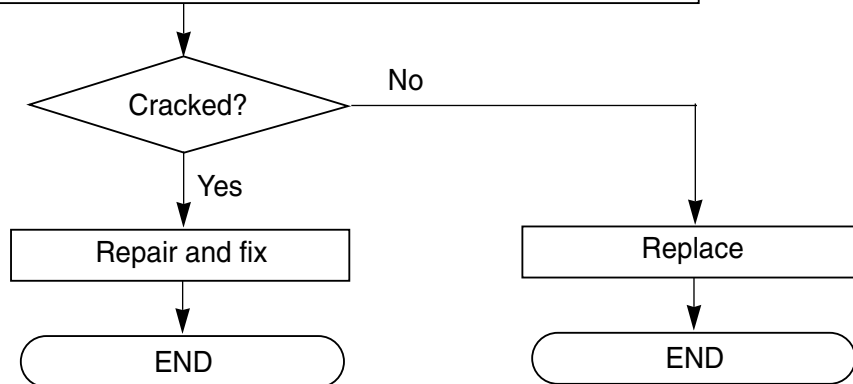 Cracked?
No
Yes
Repair and fix
Replace
END
END